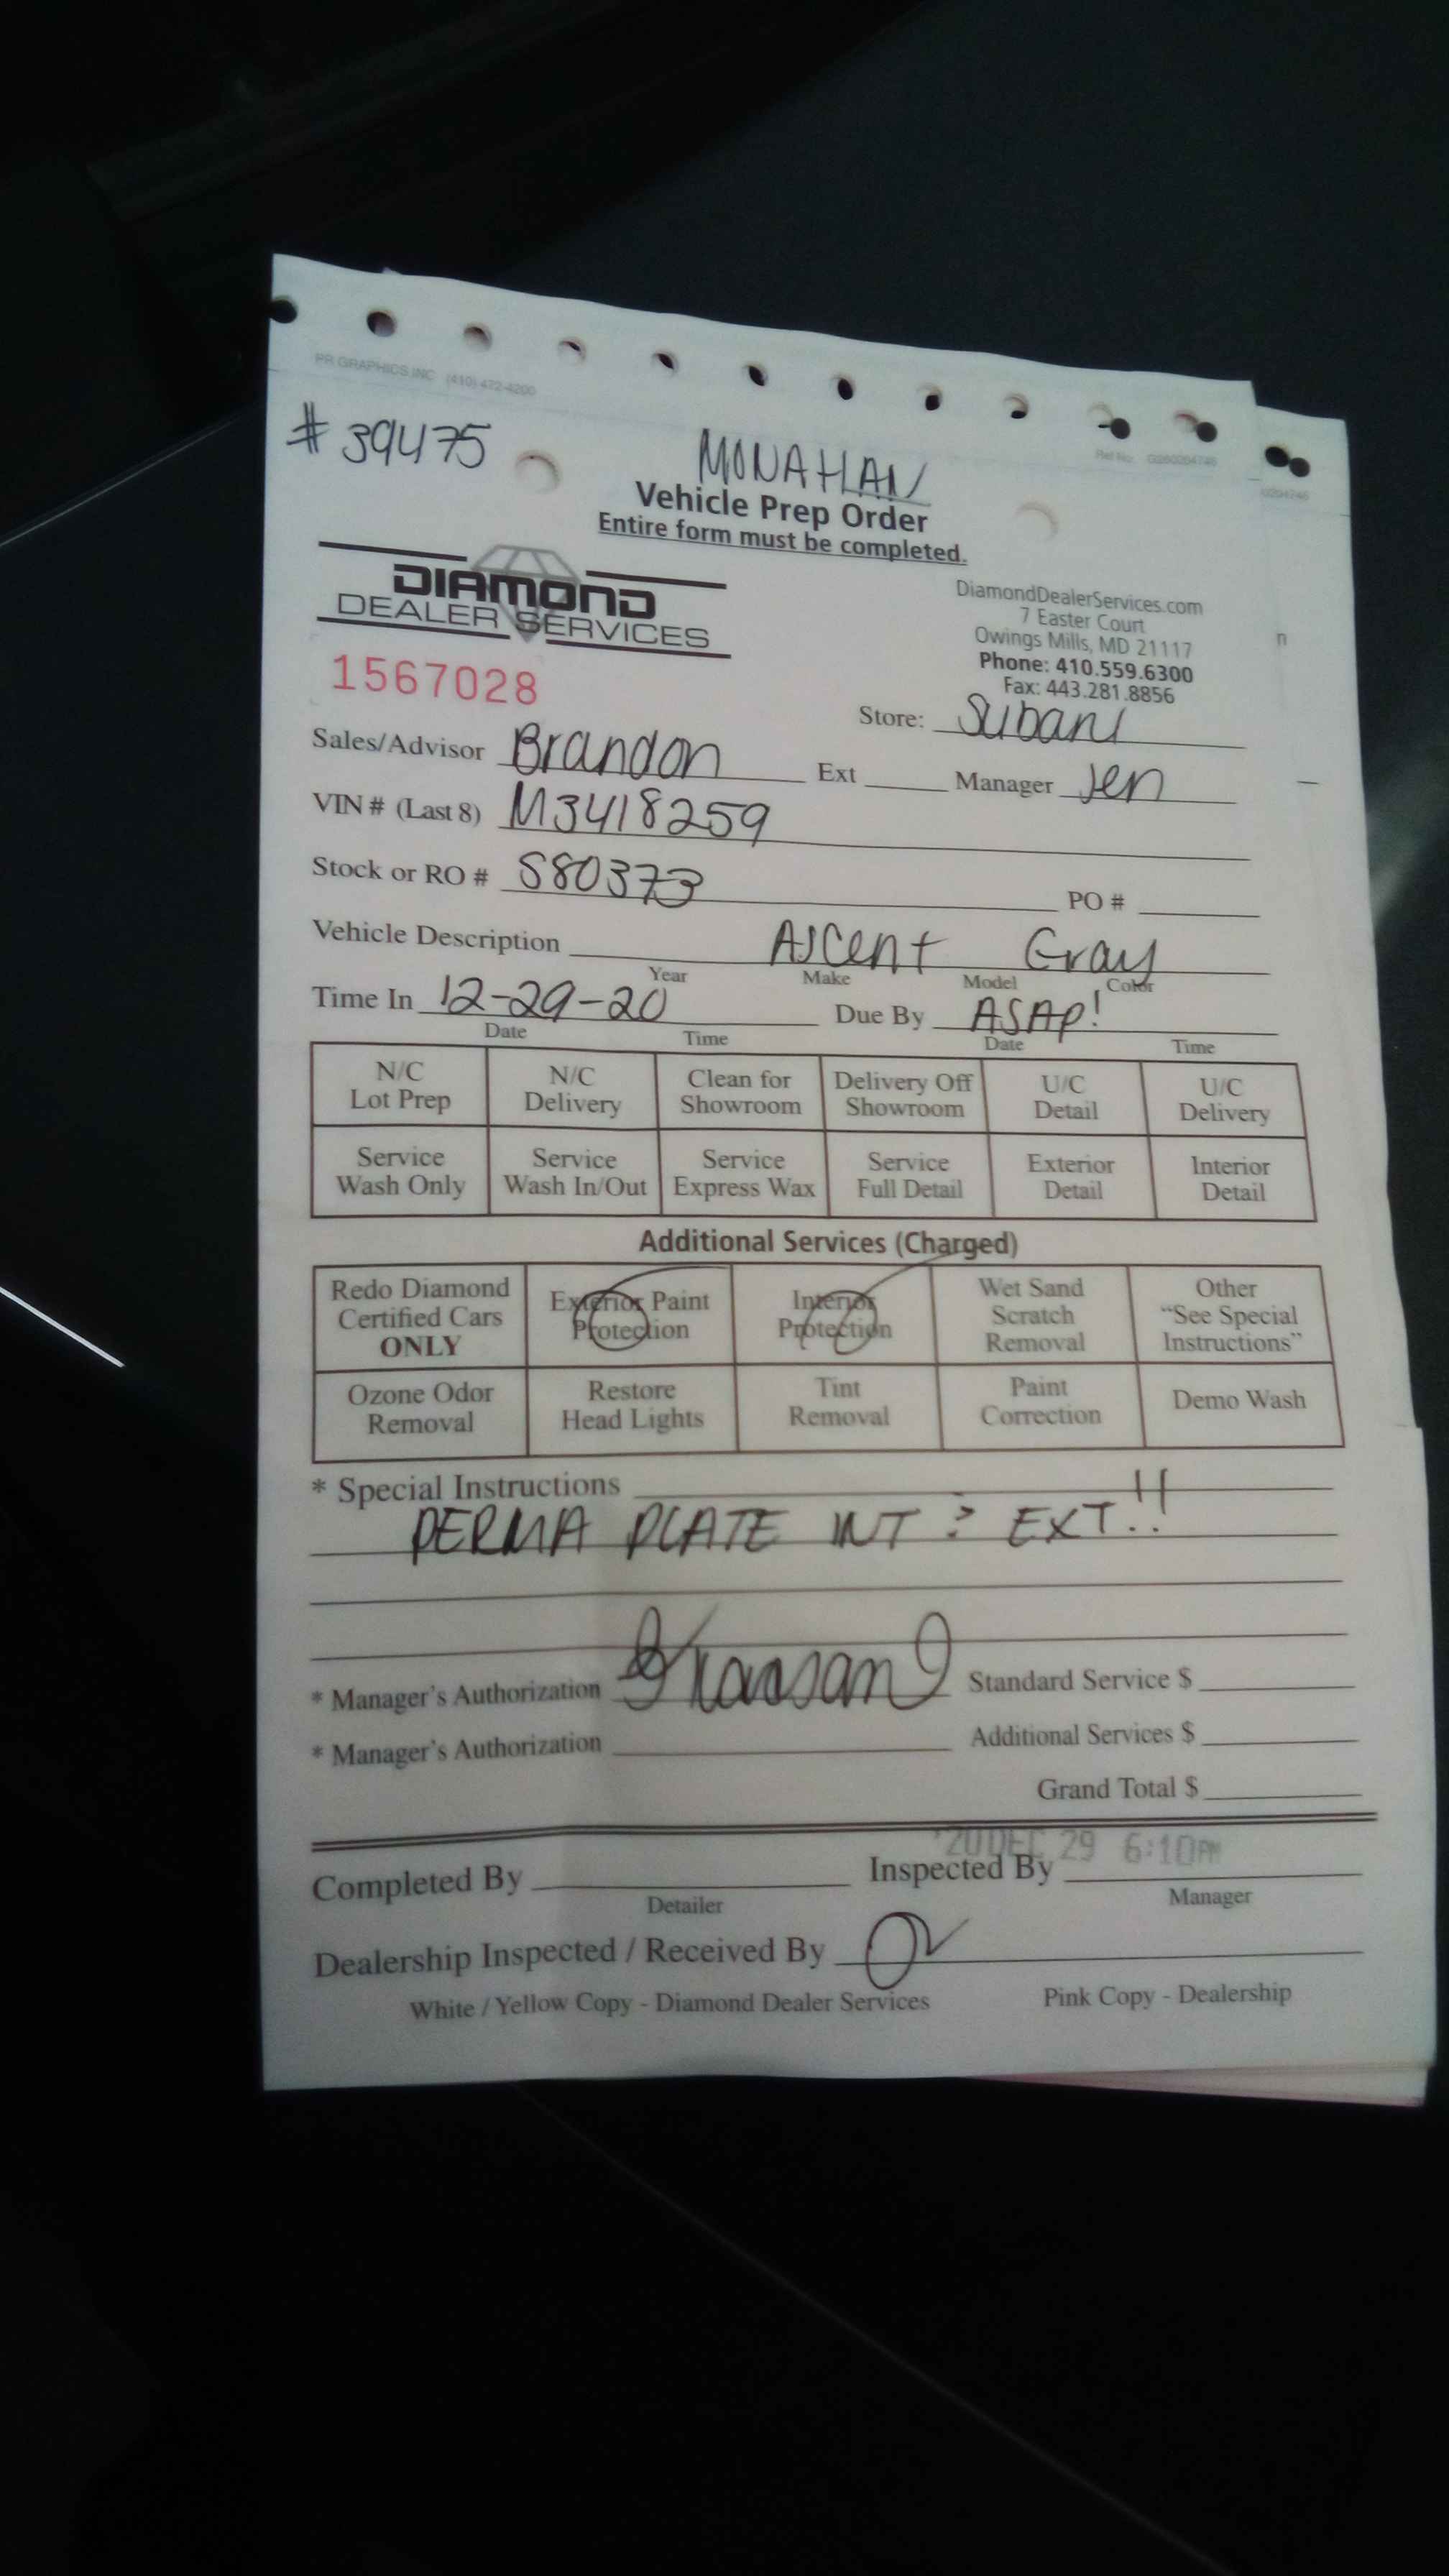 PR GRAPHICS INC (410) 472-4200
#39475
MONAHAN
Vehicle Prep Order
Entire form must be completed.
DIAMOND
DEALER SERVICES
DiamondDealerServices.com
7 Easter Court
Owings Mills, MD 21117
Phone: 410.559.6300
Fax: 443.281.8856
1567028
Store: Subaru
Sales/Advisor Brandon Ext Manager Jen
VIN # (Last 8) M3418259
Stock or RO # S80373 PO #
Vehicle Description Ascent Gray
Year Make Model Color
Time In 12-29-20 Due By ASAP!
Date Time Date Time
N/C Lot Prep
N/C Delivery
Clean for Showroom
Delivery Off Showroom
U/C Detail
U/C Delivery
Service Wash Only
Service Wash In/Out
Service Express Wax
Service Full Detail
Exterior Detail
Interior Detail
Additional Services (Charged)
Redo Diamond Certified Cars ONLY
Exterior Paint Protection
Interior Protection
Wet Sand Scratch Removal
Other "See Special Instructions"
Ozone Odor Removal
Restore Head Lights
Tint Removal
Paint Correction
Demo Wash
* Special Instructions
PERMA PLATE INT & EXT..!!
* Manager's Authorization Standard Service $
* Manager's Authorization Additional Services $
Grand Total $
'20 DEC 29 6:10PM
Completed By Inspected By
Detailer Manager
Dealership Inspected / Received By
White / Yellow Copy - Diamond Dealer Services Pink Copy - Dealership